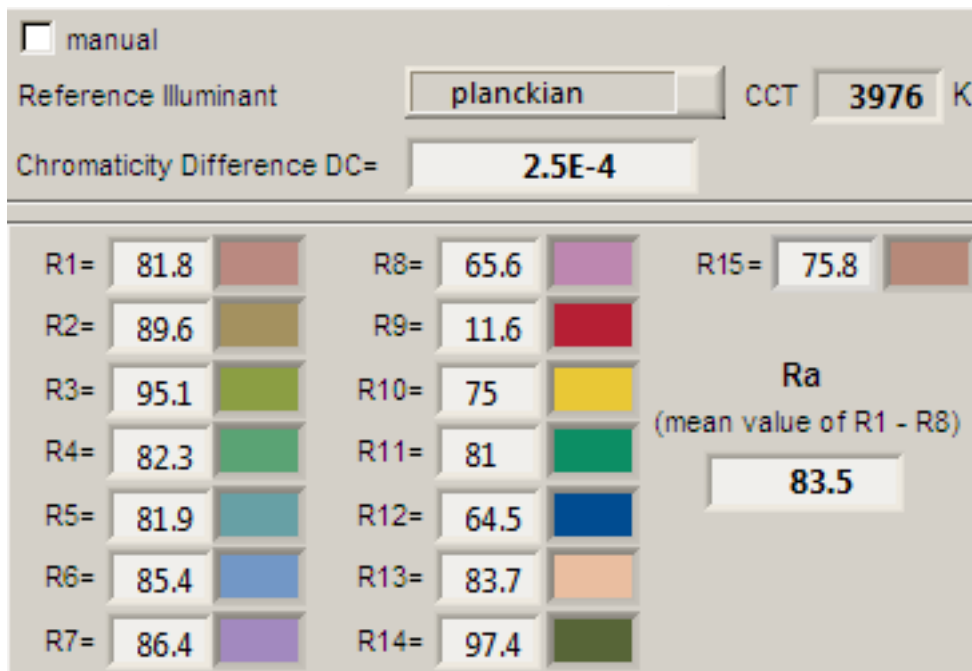 manual
Reference Illuminant planckian CCT 3976 K
Chromaticity Difference DC= 2.5E-4
R1= 81.8 R8= 65.6 R15= 75.8
R2= 89.6 R9= 11.6
R3= 95.1 R10= 75 Ra
R4= 82.3 R11= 81 (mean value of R1 - R8)
R5= 81.9 R12= 64.5 83.5
R6= 85.4 R13= 83.7
R7= 86.4 R14= 97.4